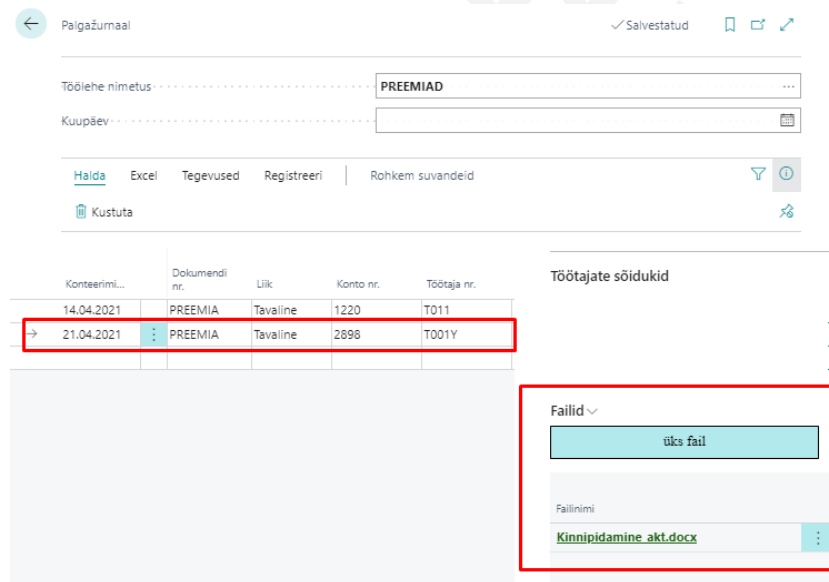 Palgažurnaal
Salvestatud
Töölehe nimetus
PREEMIAD
Kuupäev
Halda Excel Tegevused Registreeri Rohkem suvandeid
Kustuta
Konteerimi... Dokumendi nr. Liik Konto nr. Töötaja nr.
14.04.2021 PREEMIA Tavaline 1220 T011
21.04.2021 PREEMIA Tavaline 2898 T001Y
Töötajate sõidukid
Failid
üks fail
Failinimi
Kinnipidamine akt.docx